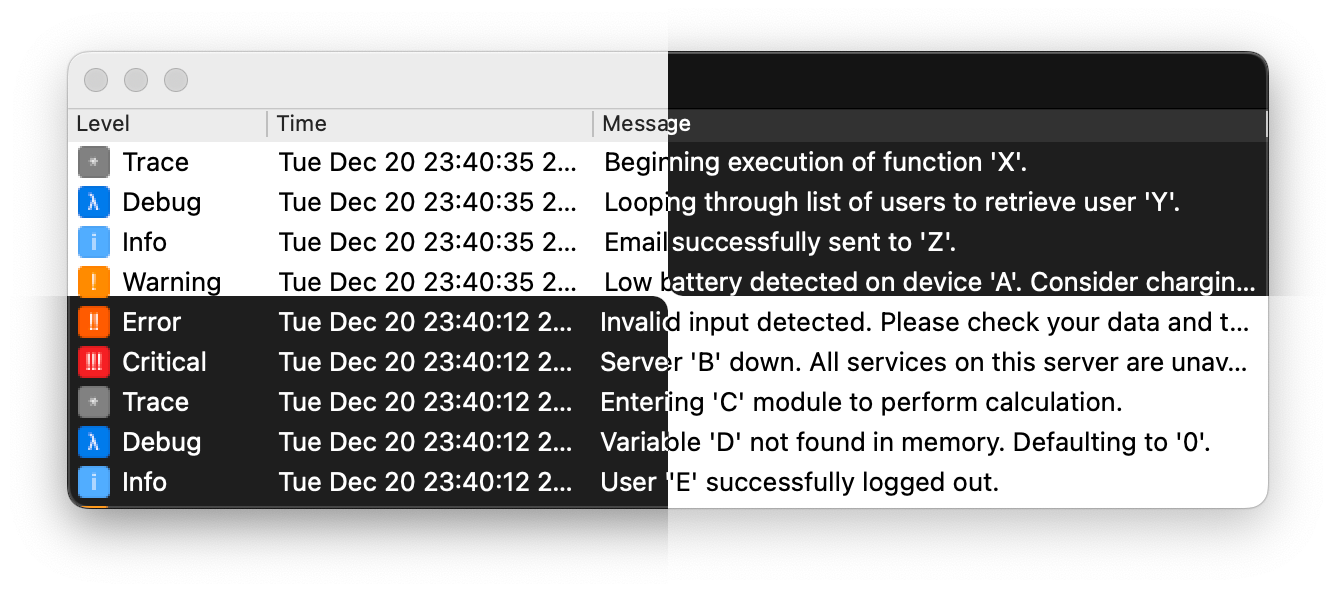 Level Time Message
* Trace Tue Dec 20 23:40:35 2... Beginning execution of function 'X'.
λ Debug Tue Dec 20 23:40:35 2... Looping through list of users to retrieve user 'Y'.
i Info Tue Dec 20 23:40:35 2... Email successfully sent to 'Z'.
! Warning Tue Dec 20 23:40:35 2... Low battery detected on device 'A'. Consider chargin...
!! Error Tue Dec 20 23:40:12 2... Invalid input detected. Please check your data and t...
!!! Critical Tue Dec 20 23:40:12 2... Server 'B' down. All services on this server are unav...
* Trace Tue Dec 20 23:40:12 2... Entering 'C' module to perform calculation.
λ Debug Tue Dec 20 23:40:12 2... Variable 'D' not found in memory. Defaulting to '0'.
i Info Tue Dec 20 23:40:12 2... User 'E' successfully logged out.